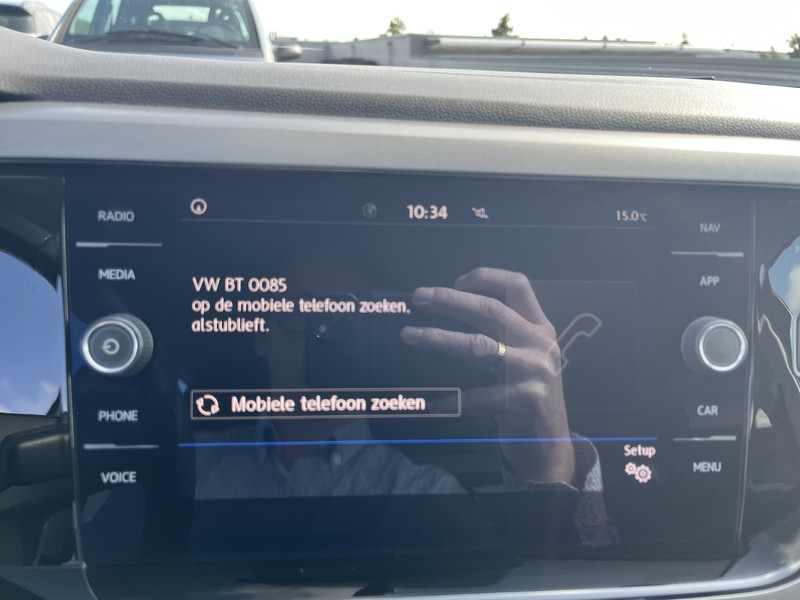 RADIO
MEDIA
PHONE
VOICE
10:34
15.0°C
VW BT 0085
op de mobiele telefoon zoeken,
alstublieft.
Mobiele telefoon zoeken
Setup
NAV
APP
CAR
MENU